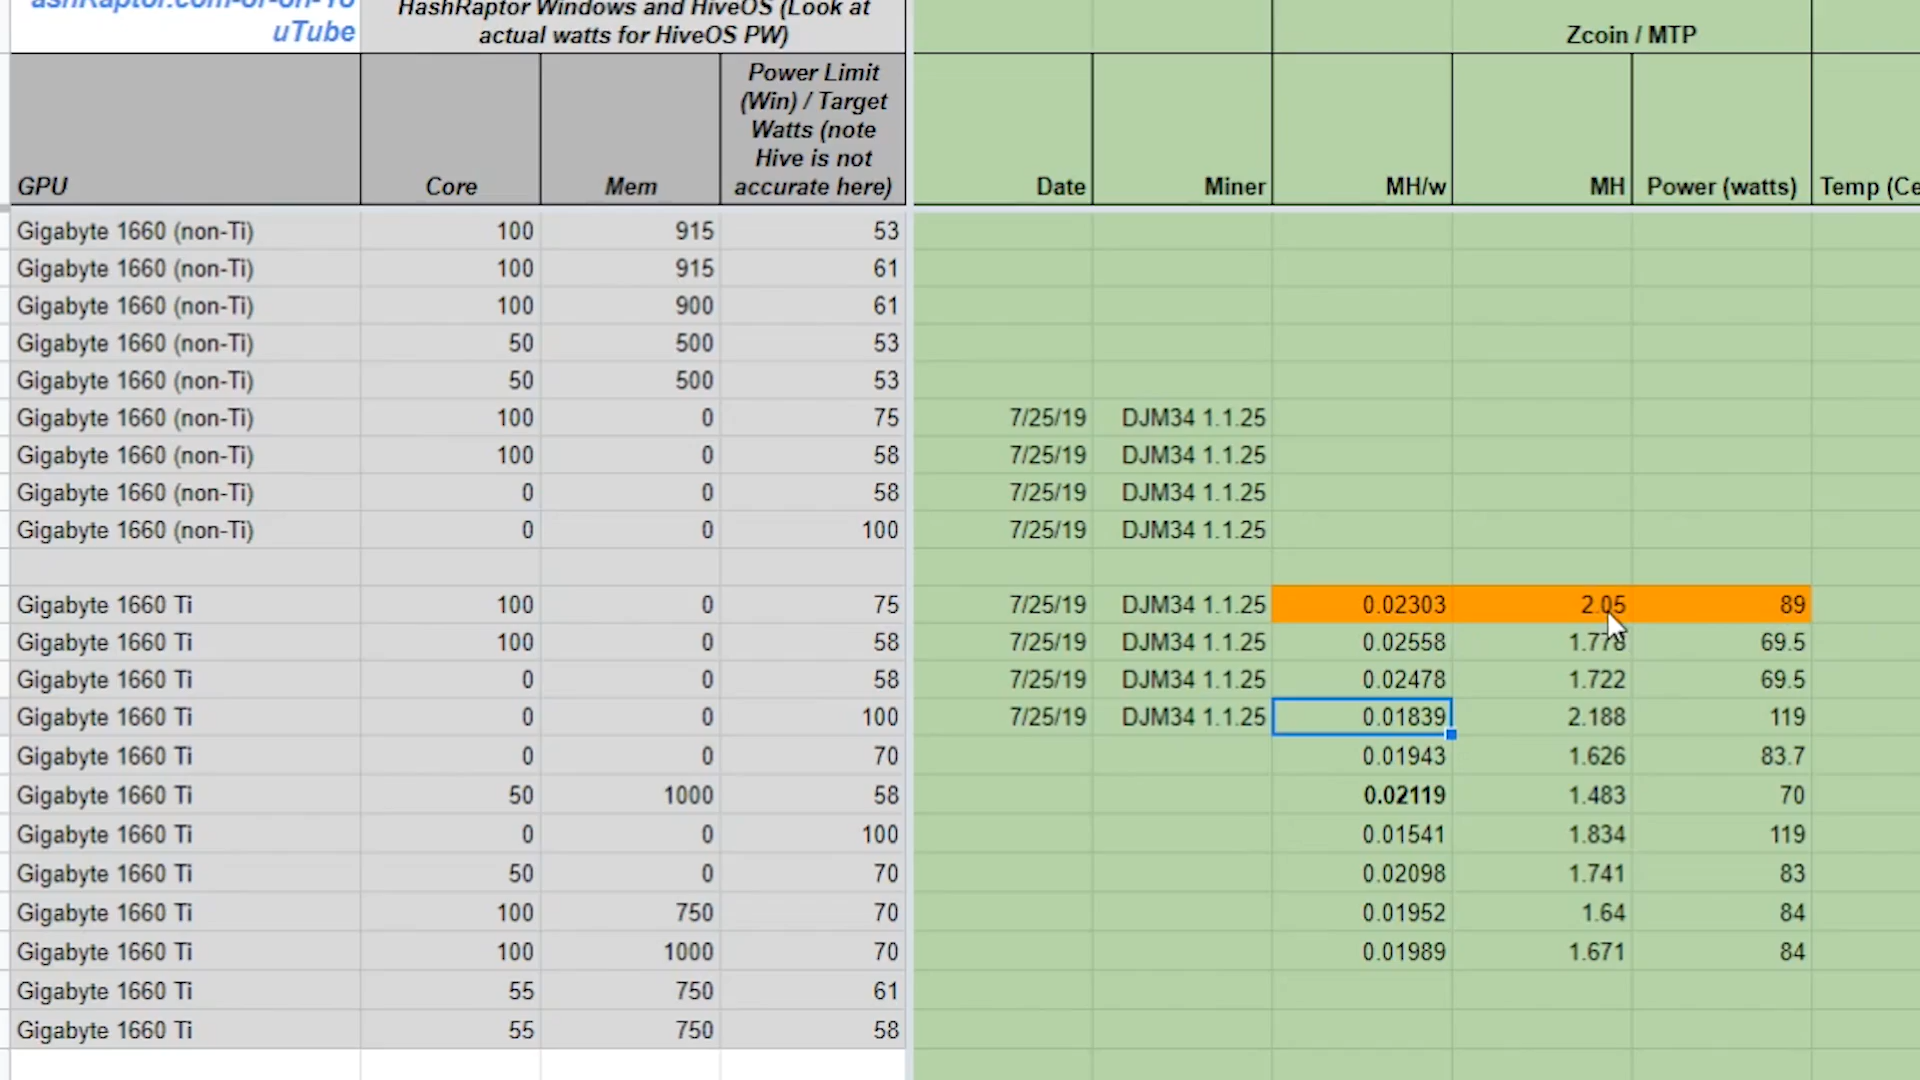 uTube
HashRaptor Windows and HiveOS (Look at
actual watts for HiveOS PW)
Zcoin / MTP
GPU Core Mem Power Limit
(Win) / Target
Watts (note
Hive is not
accurate here)
Date Miner MH/w MH Power (watts) Temp (Ce
Gigabyte 1660 (non-Ti) 100 915 53
Gigabyte 1660 (non-Ti) 100 915 61
Gigabyte 1660 (non-Ti) 100 900 61
Gigabyte 1660 (non-Ti) 50 500 53
Gigabyte 1660 (non-Ti) 50 500 53
Gigabyte 1660 (non-Ti) 100 0 75 7/25/19 DJM34 1.1.25
Gigabyte 1660 (non-Ti) 100 0 58 7/25/19 DJM34 1.1.25
Gigabyte 1660 (non-Ti) 0 0 58 7/25/19 DJM34 1.1.25
Gigabyte 1660 (non-Ti) 0 0 100 7/25/19 DJM34 1.1.25
Gigabyte 1660 Ti 100 0 75 7/25/19 DJM34 1.1.25 0.02303 2.05 89
Gigabyte 1660 Ti 100 0 58 7/25/19 DJM34 1.1.25 0.02558 1.778 69.5
Gigabyte 1660 Ti 0 0 58 7/25/19 DJM34 1.1.25 0.02478 1.722 69.5
Gigabyte 1660 Ti 0 0 100 7/25/19 DJM34 1.1.25 0.01839 2.188 119
Gigabyte 1660 Ti 0 0 70 0.01943 1.626 83.7
Gigabyte 1660 Ti 50 1000 58 0.02119 1.483 70
Gigabyte 1660 Ti 0 0 100 0.01541 1.834 119
Gigabyte 1660 Ti 50 0 70 0.02098 1.741 83
Gigabyte 1660 Ti 100 750 70 0.01952 1.64 84
Gigabyte 1660 Ti 100 1000 70 0.01989 1.671 84
Gigabyte 1660 Ti 55 750 61
Gigabyte 1660 Ti 55 750 58